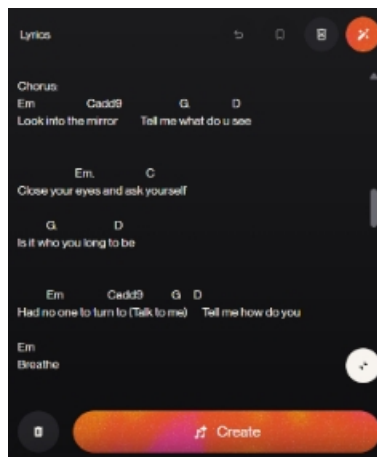 Lyrics
Chorus:
Em Cadd9 G D
Look into the mirror Tell me what do u see
Em. C
Close your eyes and ask yourself
G. D
Is it who you long to be
Em Cadd9 G D
Had no one to turn to (Talk to me) Tell me how do you
Em
Breathe
Create